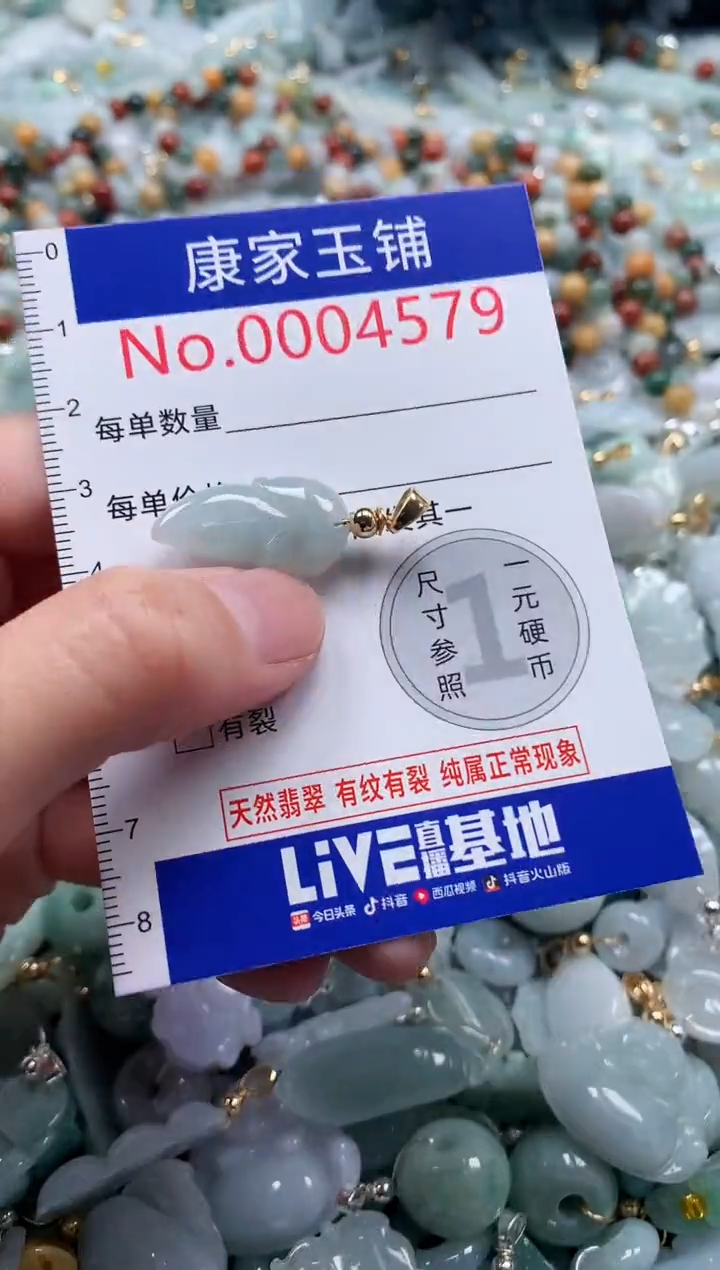 0
康家玉铺
1
No.0004579
2
每单数量
3
每单
其一
4
尺寸参照
1
一元硬币
有裂
天然翡翠 有纹有裂 纯属正常现象
7
LiVE直播基地
8
头条 今日头条 抖音 西瓜视频 抖音火山版